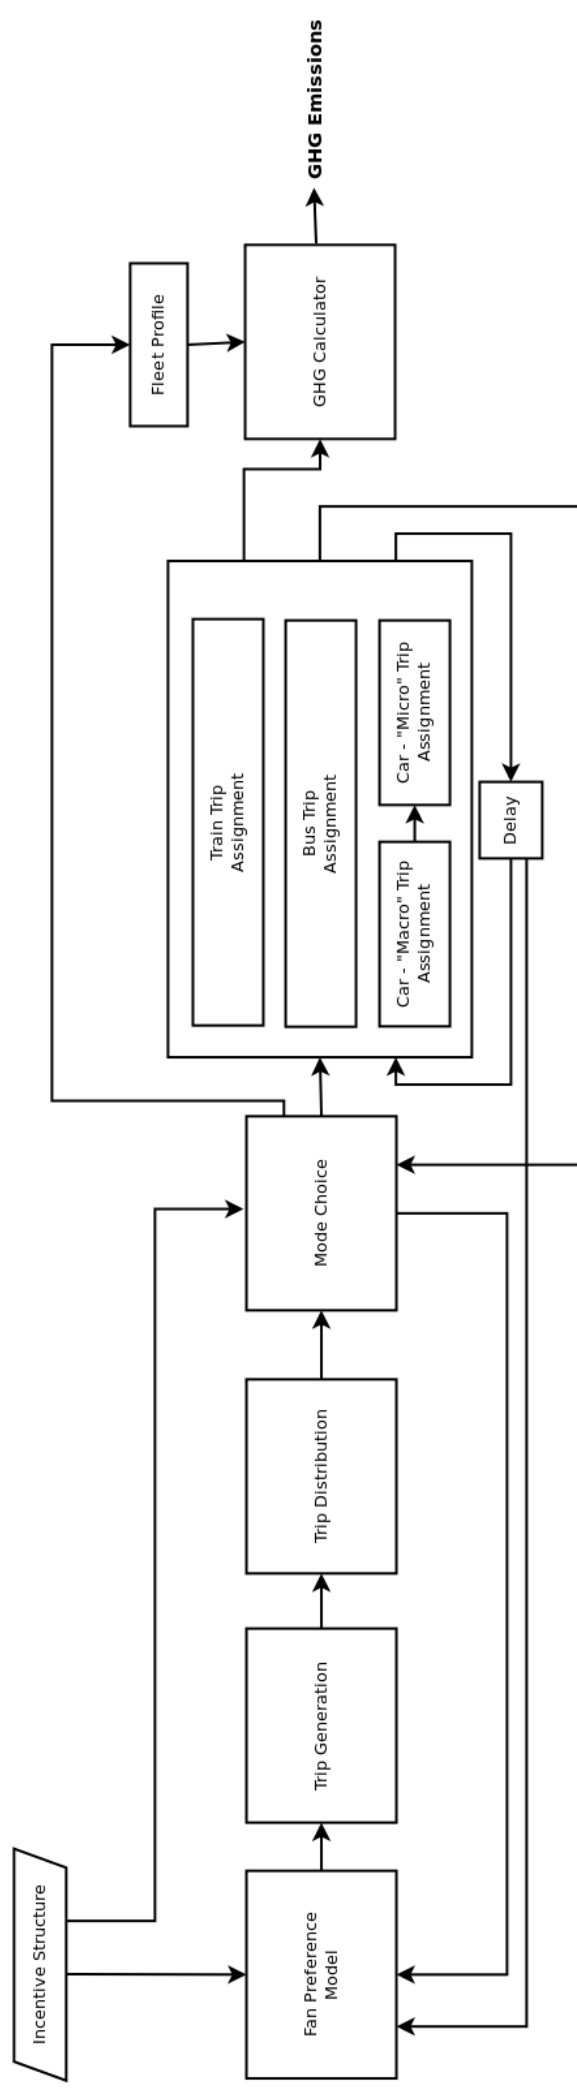 Incentive Structure
Fan Preference
Model
Trip Generation
Trip Distribution
Mode Choice
Train Trip
Assignment
Bus Trip
Assignment
Car - "Macro" Trip
Assignment
Car - "Micro" Trip
Assignment
Delay
Fleet Profile
GHG Calculator
GHG Emissions